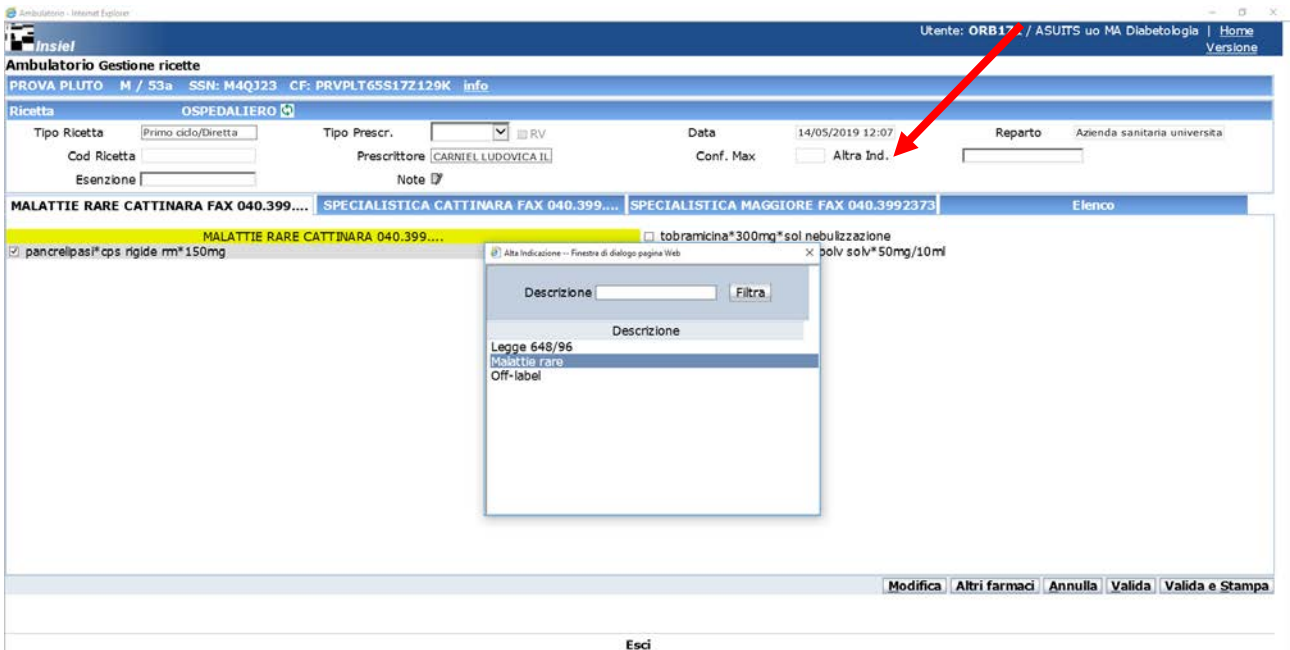 Ambulatorio - Internet Explorer
Insiel
Utente: / ASUITS uo MA Diabetologia | Home
Versione
Ambulatorio Gestione ricette
PROVA PLUTO M / 53a SSN: M4QJ23 CF: PRVPLT65S17Z129K info
Ricetta OSPEDALIERO
Tipo Ricetta Primo ciclo/Diretta Tipo Prescr. RV Data 14/05/2019 12:07 Reparto Azienda sanitaria universita
Cod Ricetta Prescrittore CARNIEL LUDOVICA IL Conf. Max Altra Ind.
Esenzione Note
MALATTIE RARE CATTINARA FAX 040.399.... SPECIALISTICA CATTINARA FAX 040.399.... SPECIALISTICA MAGGIORE FAX 040.3992373 Elenco
MALATTIE RARE CATTINARA 040.399.... tobramicina*300mg*sol nebulizzazione
pancrelipasi*cps rigide rm*150mg polv solv*50mg/10ml
Alta Indicazione -- Finestra di dialogo pagina Web
Descrizione Filtra
Descrizione
Legge 648/96
Malattie rare
Off-label
Modifica Altri farmaci Annulla Valida Valida e Stampa
Esci